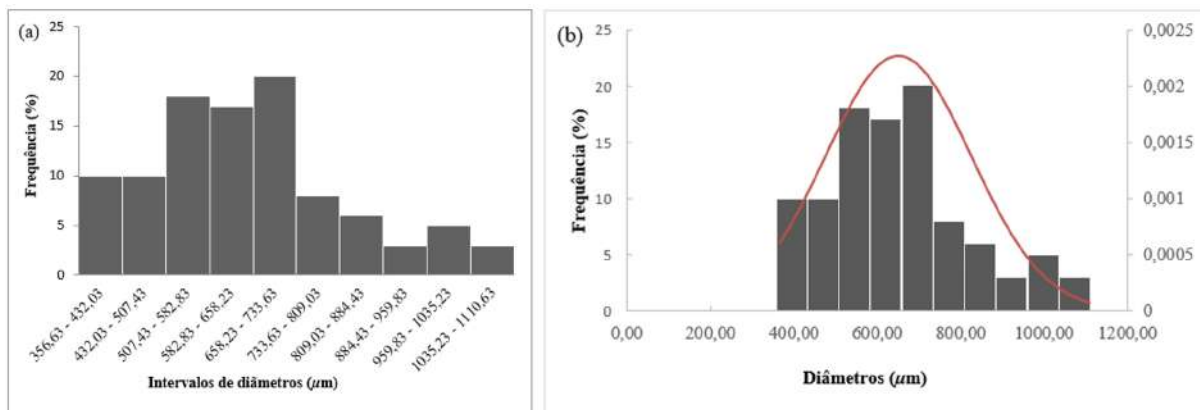 (a)
Frequência (%)
25
20
15
10
5
0
356,63 - 432,03
432,03 - 507,43
507,43 - 582,83
582,83 - 658,23
658,23 - 733,63
733,63 - 809,03
809,03 - 884,43
884,43 - 959,83
959,83 - 1035,23
1035,23 - 1110,63
Intervalos de diâmetros (μm)
(b)
Frequência (%)
25
20
15
10
5
0
0,0025
0,002
0,0015
0,001
0,0005
0
0,00 200,00 400,00 600,00 800,00 1000,00 1200,00
Diâmetros (μm)